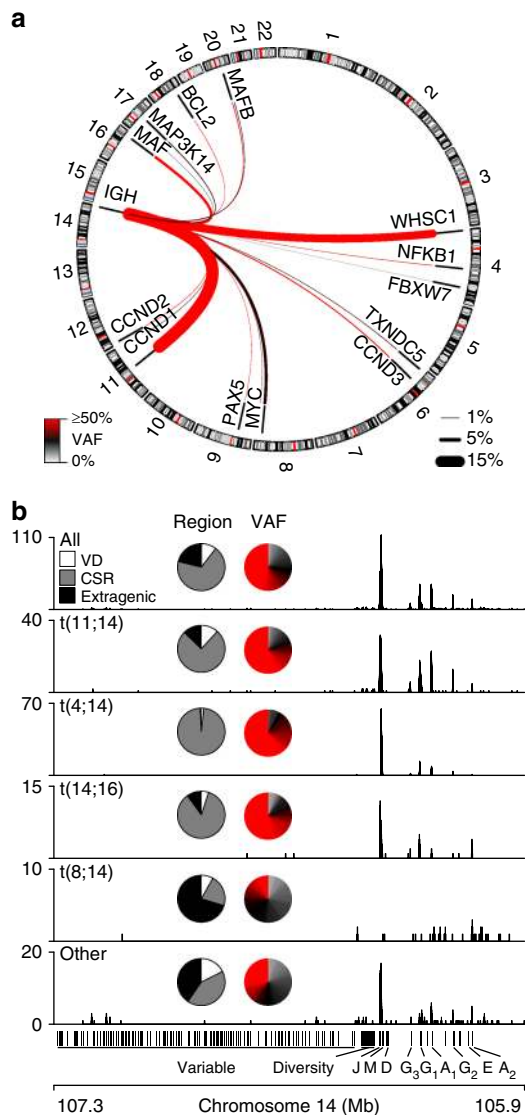 a
1
2
3
4
5
6
7
8
9
10
11
12
13
14
15
16
17
18
19
20
21
22
MAFB
BCL2
MAP3K14
MAF
IGH
WHSC1
NFKB1
FBXW7
TXNDC5
CCND3
CCND2
CCND1
PAX5
MYC
≥50%
VAF
0%
1%
5%
15%
b
Region VAF
110
All
VD
CSR
Extragenic
40
t(11;14)
70
t(4;14)
15
t(14;16)
10
t(8;14)
20
Other
0
Variable Diversity J M D G3 G1 A1 G2 E A2
107.3 Chromosome 14 (Mb) 105.9